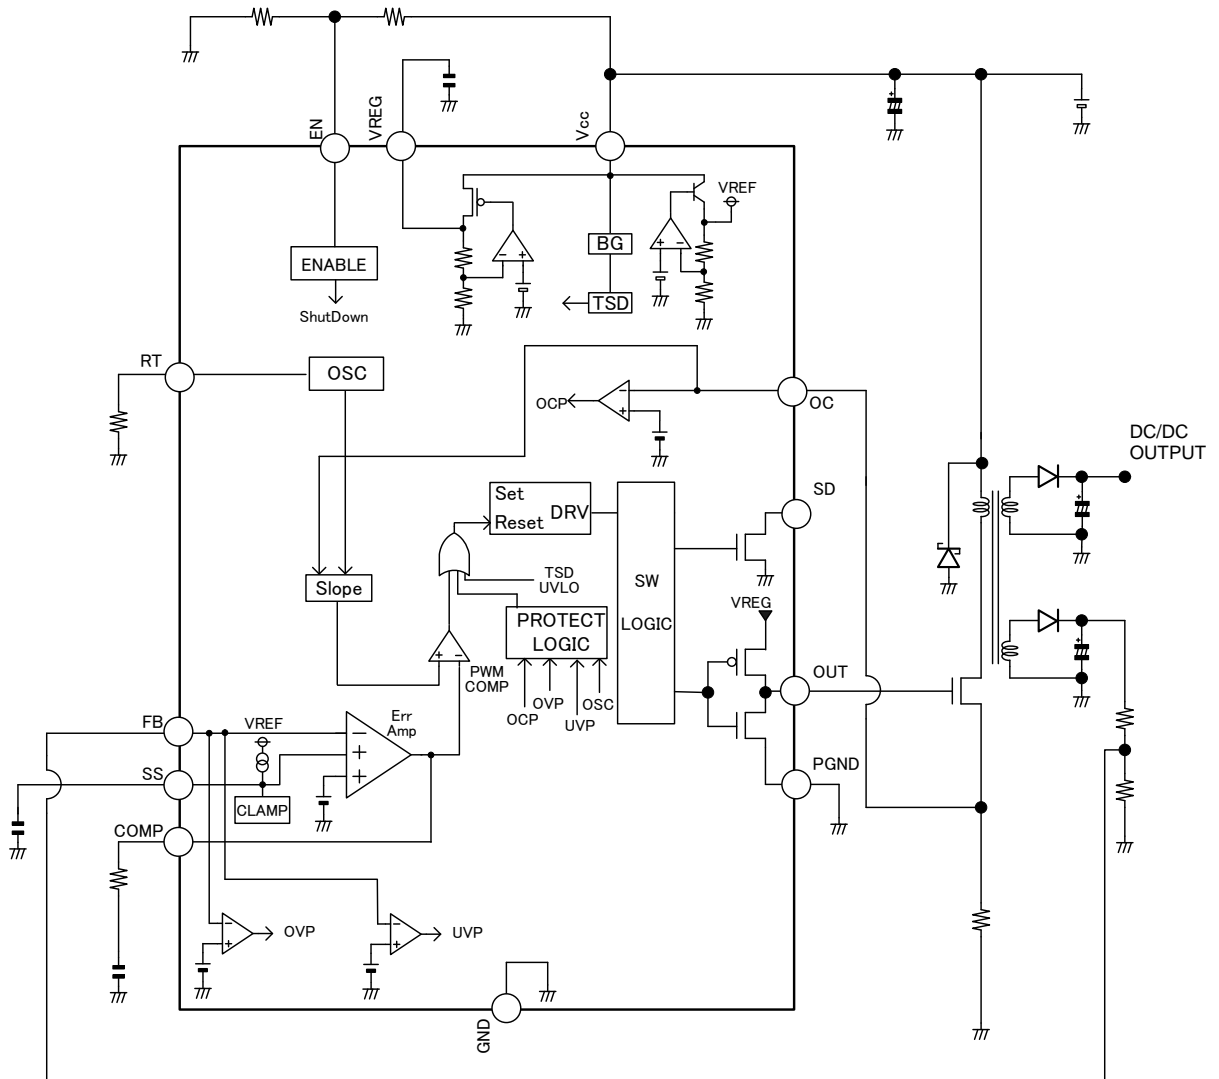 EN
VREG
Vcc
VREF
BG
ENABLE
TSD
ShutDown
RT
OSC
OCP
OC
DC/DC
OUTPUT
Set
Reset
DRV
SD
TSD
UVLO
Slope
SW
LOGIC
VREG
PROTECT
LOGIC
PWM
COMP
OVP
OSC
OCP
UVP
OUT
FB
VREF
Err
Amp
SS
CLAMP
PGND
COMP
OVP
UVP
GND